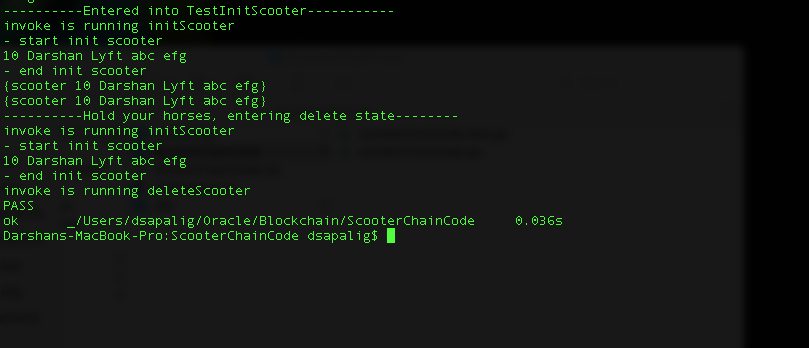 ----------Entered into TestInitScooter-----------
invoke is running initScooter
- start init scooter
10 Darshan Lyft abc efg
- end init scooter
{scooter 10 Darshan Lyft abc efg}
{scooter 10 Darshan Lyft abc efg}
----------Hold your horses, entering delete state--------
invoke is running initScooter
- start init scooter
10 Darshan Lyft abc efg
- end init scooter
invoke is running deleteScooter
PASS
ok      _/Users/dsapalig/Oracle/Blockchain/ScooterChainCode     0.036s
Darshans-MacBook-Pro:ScooterChainCode dsapalig$